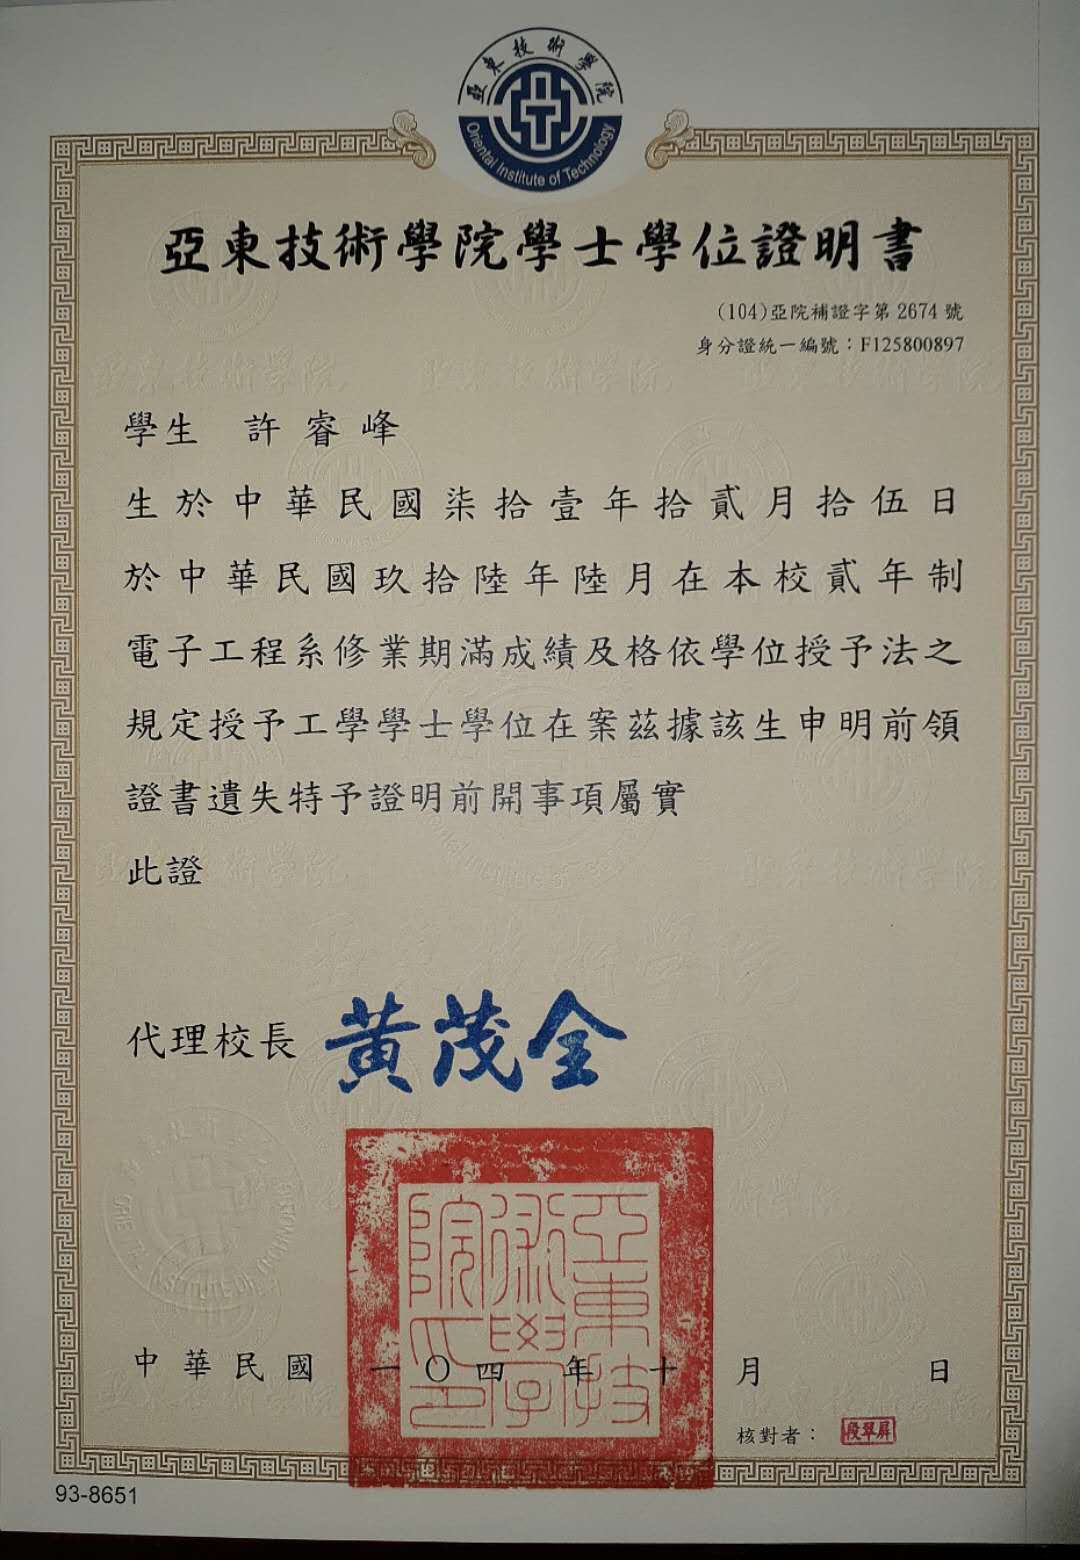 亞東技術學院
Oriental Institute of Technology
亞東技術學院學士學位證明書
(104)亞院補證字第 2674 號
身分證統一編號：F125800897
學生　許睿峰
生於中華民國柒拾壹年拾貳月拾伍日
於中華民國玖拾陸年陸月在本校貳年制
電子工程系修業期滿成績及格依學位授予法之
規定授予工學學士學位在案茲據該生申明前領
證書遺失特予證明前開事項屬實
此證
代理校長 黃茂全
亞東技術學院印
中華民國一〇四年十月　日
核對者：段翠屏
93-8651